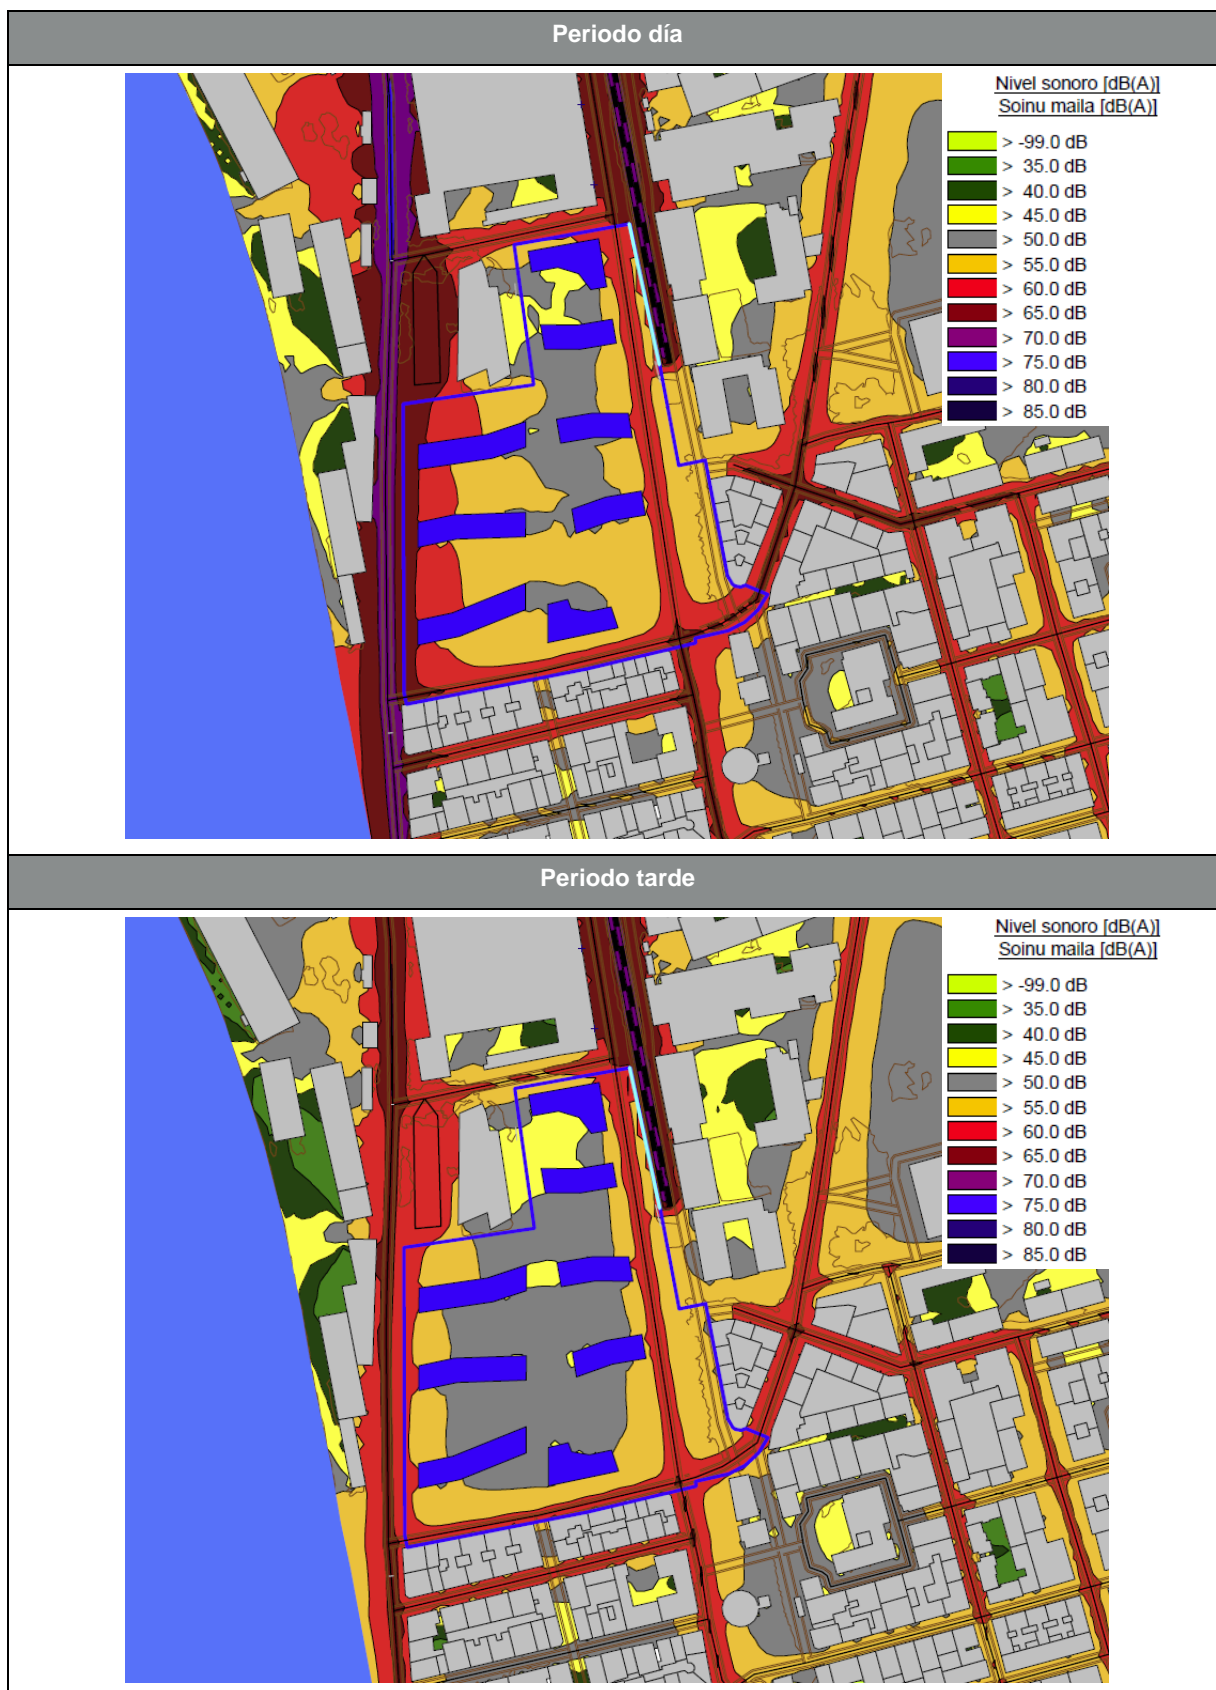 Periodo día
Nivel sonoro [dB(A)]
Soinu maila [dB(A)]
> -99.0 dB
> 35.0 dB
> 40.0 dB
> 45.0 dB
> 50.0 dB
> 55.0 dB
> 60.0 dB
> 65.0 dB
> 70.0 dB
> 75.0 dB
> 80.0 dB
> 85.0 dB
Periodo tarde
Nivel sonoro [dB(A)]
Soinu maila [dB(A)]
> -99.0 dB
> 35.0 dB
> 40.0 dB
> 45.0 dB
> 50.0 dB
> 55.0 dB
> 60.0 dB
> 65.0 dB
> 70.0 dB
> 75.0 dB
> 80.0 dB
> 85.0 dB